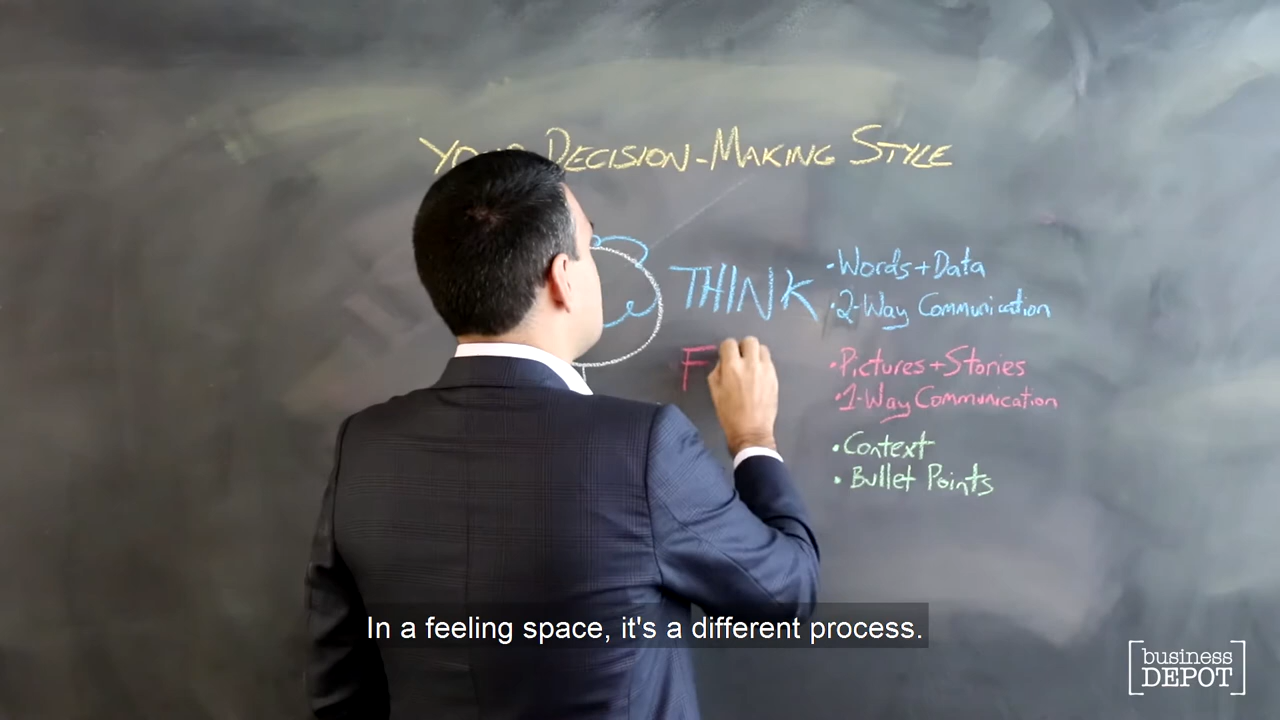 YOUR DECISION-MAKING STYLE
THINK
•Words+Data
•2-Way Communication
F
•Pictures+Stories
•1-Way Communication
•Context
•Bullet Points
In a feeling space, it's a different process.
[business
DEPOT]